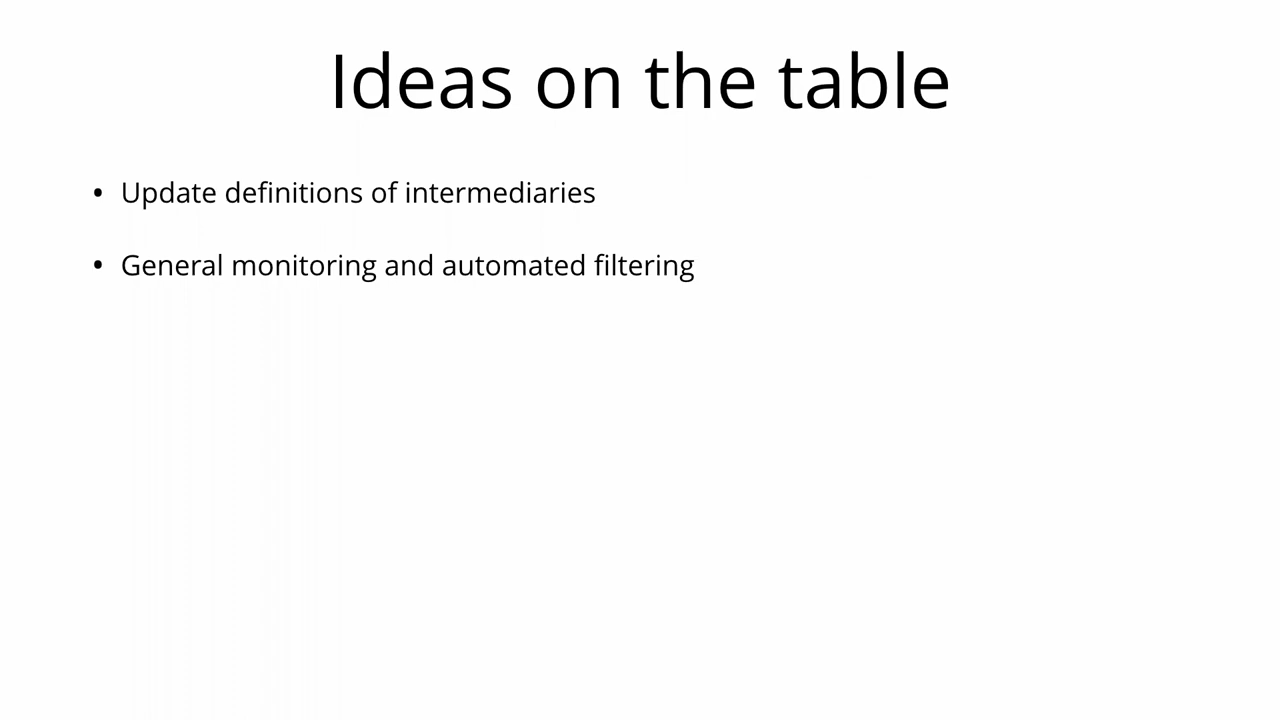 Ideas on the table
• Update definitions of intermediaries
• General monitoring and automated filtering